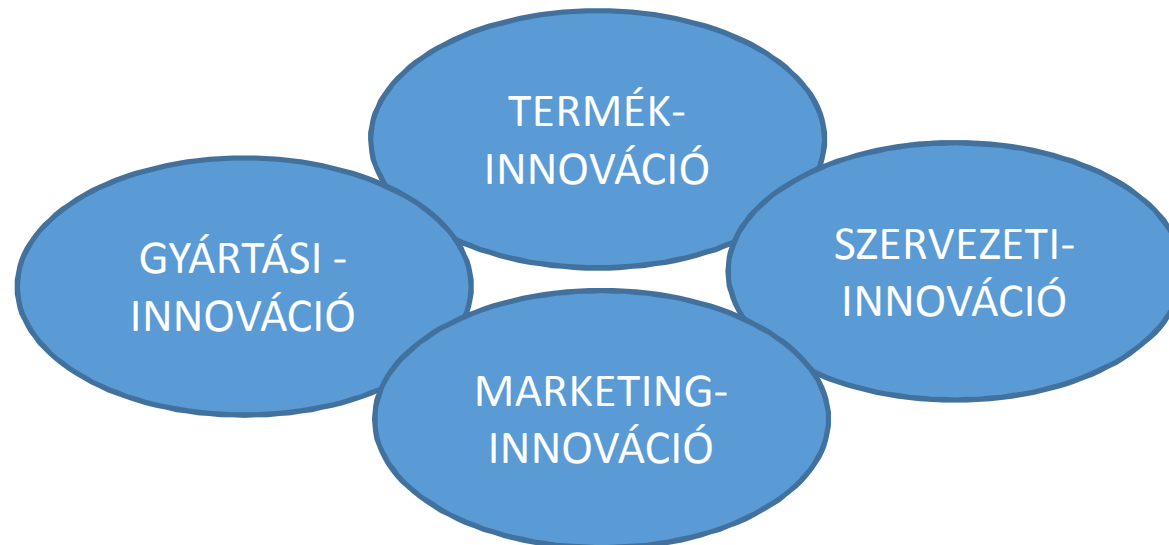 TERMÉK-
INNOVÁCIÓ
GYÁRTÁSI -
INNOVÁCIÓ
SZERVEZETI-
INNOVÁCIÓ
MARKETING-
INNOVÁCIÓ